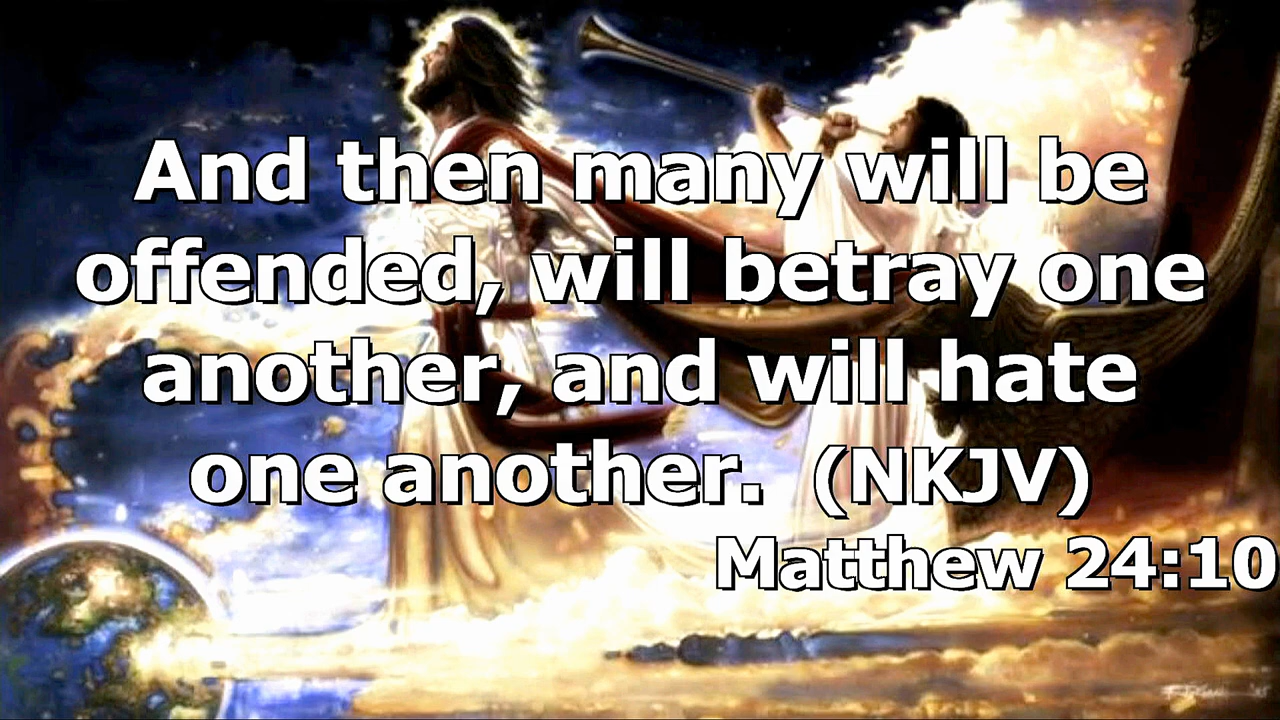 And then many will be
offended, will betray one
another, and will hate
one another. (NKJV)
Matthew 24:10